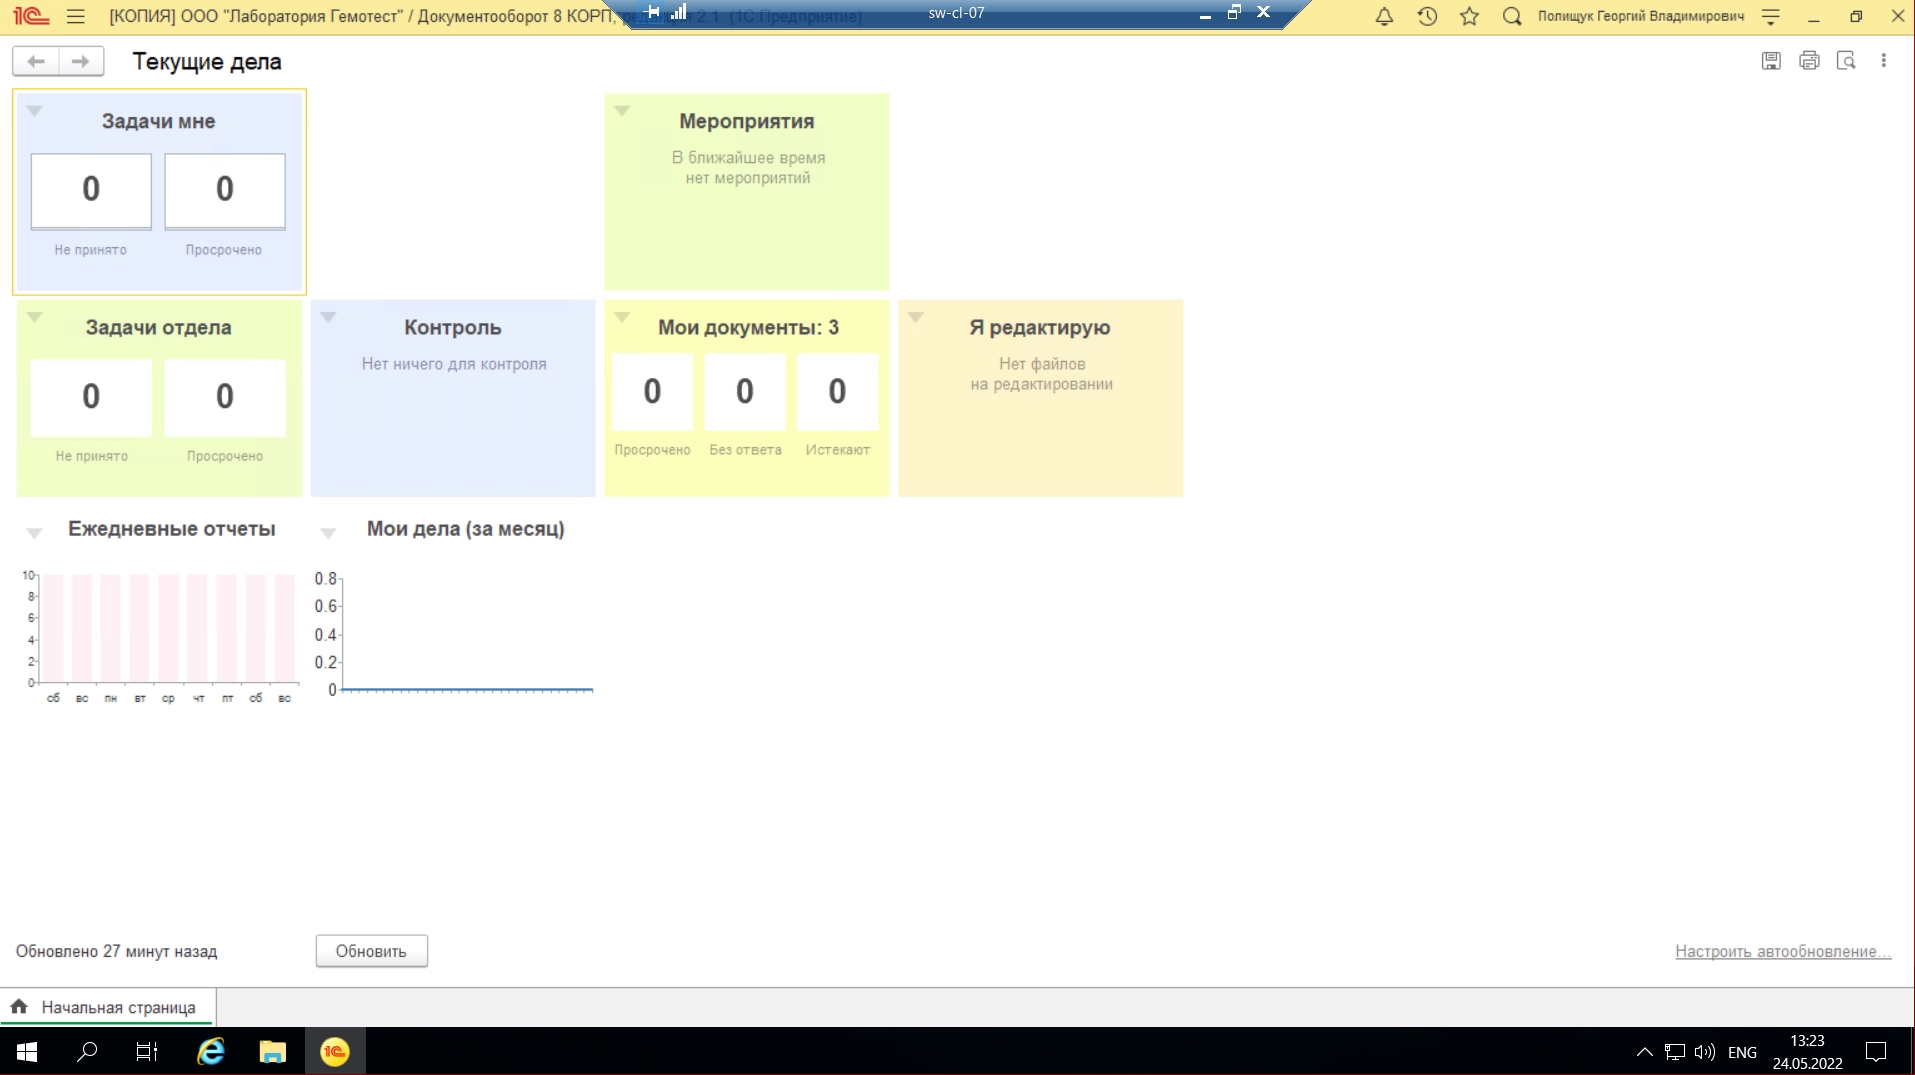 [КОПИЯ] ООО "Лаборатория Гемотест" / Документооборот 8 КОРП, редакция 2.1 (1С:Предприятие)
sw-cl-07
Полищук Георгий Владимирович
Текущие дела
Задачи мне
0
0
Не принято
Просрочено
Мероприятия
В ближайшее время
нет мероприятий
Задачи отдела
0
0
Не принято
Просрочено
Контроль
Нет ничего для контроля
Мои документы: 3
0
0
0
Просрочено
Без ответа
Истекают
Я редактирую
Нет файлов
на редактировании
Ежедневные отчеты
10
8
6
4
2
0
сб вс пн вт ср чт пт сб вс
Мои дела (за месяц)
0.8
0.6
0.4
0.2
0
Обновлено 27 минут назад
Обновить
Настроить автообновление...
Начальная страница
ENG
13:23
24.05.2022